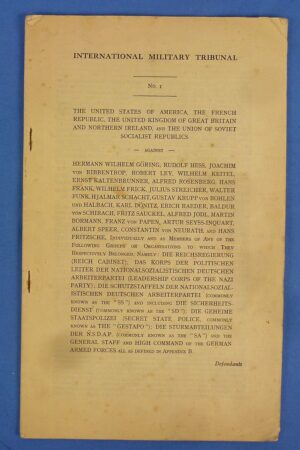 INTERNATIONAL MILITARY TRIBUNAL
No. 1
THE UNITED STATES OF AMERICA, THE FRENCH
REPUBLIC, THE UNITED KINGDOM OF GREAT BRITAIN
AND NORTHERN IRELAND, AND THE UNION OF SOVIET
SOCIALIST REPUBLICS
— AGAINST —
HERMANN WILHELM GÖRING, RUDOLF HESS, JOACHIM
VON RIBBENTROP, ROBERT LEY, WILHELM KEITEL,
ERNST KALTENBRUNNER, ALFRED ROSENBERG, HANS
FRANK, WILHELM FRICK, JULIUS STREICHER, WALTER
FUNK, HJALMAR SCHACHT, GUSTAV KRUPP VON BOHLEN
UND HALBACH, KARL DÖNITZ, ERICH RAEDER, BALDUR
VON SCHIRACH, FRITZ SAUCKEL, ALFRED JODL, MARTIN
BORMANN, FRANZ VON PAPEN, ARTUR SEYSS-INQUART,
ALBERT SPEER, CONSTANTIN VON NEURATH, AND HANS
FRITZSCHE, INDIVIDUALLY AND AS MEMBERS OF ANY OF THE
FOLLOWING GROUPS OR ORGANISATIONS TO WHICH THEY
RESPECTIVELY BELONGED, NAMELY: DIE REICHSREGIERUNG
(REICH CABINET); DAS KORPS DER POLITISCHEN
LEITER DER NATIONALSOZIALISTISCHEN DEUTSCHEN
ARBEITERPARTEI (LEADERSHIP CORPS OF THE NAZI
PARTY); DIE SCHUTZSTAFFELN DER NATIONALSOZIAL-
ISTISCHEN DEUTSCHEN ARBEITERPARTEI (COMMONLY
KNOWN AS THE "SS") AND INCLUDING DIE SICHERHEITS-
DIENST (COMMONLY KNOWN AS THE "SD"); DIE GEHEIME
STAATSPOLIZEI (SECRET STATE POLICE, COMMONLY
KNOWN AS THE "GESTAPO"); DIE STURMABTEILUNGEN
DER N.S.D.A.P. (COMMONLY KNOWN AS THE "SA") AND THE
GENERAL STAFF AND HIGH COMMAND OF THE GERMAN
ARMED FORCES ALL AS DEFINED IN APPENDIX B.
Defendants